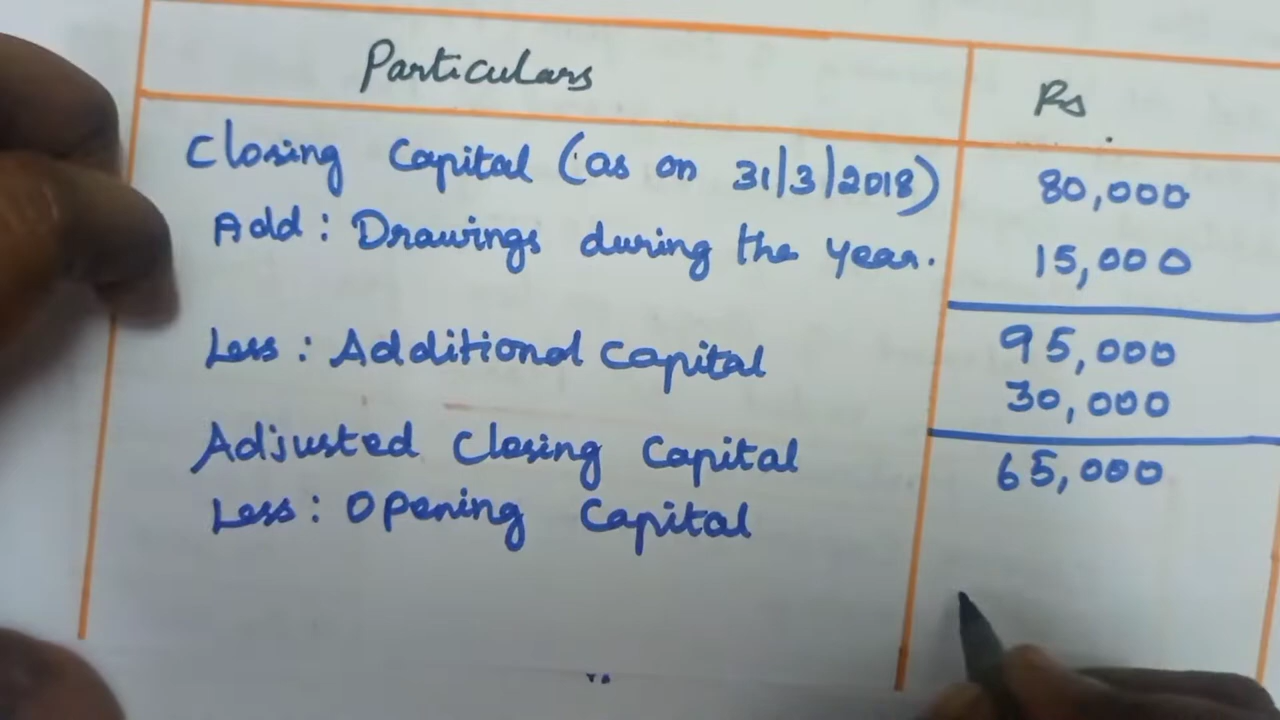 Particulars Rs
Closing Capital (as on 31/3/2018) 80,000
Add : Drawings during the year. 15,000
95,000
Less : Additional Capital 30,000
Adjusted Closing Capital 65,000
Less : Opening Capital